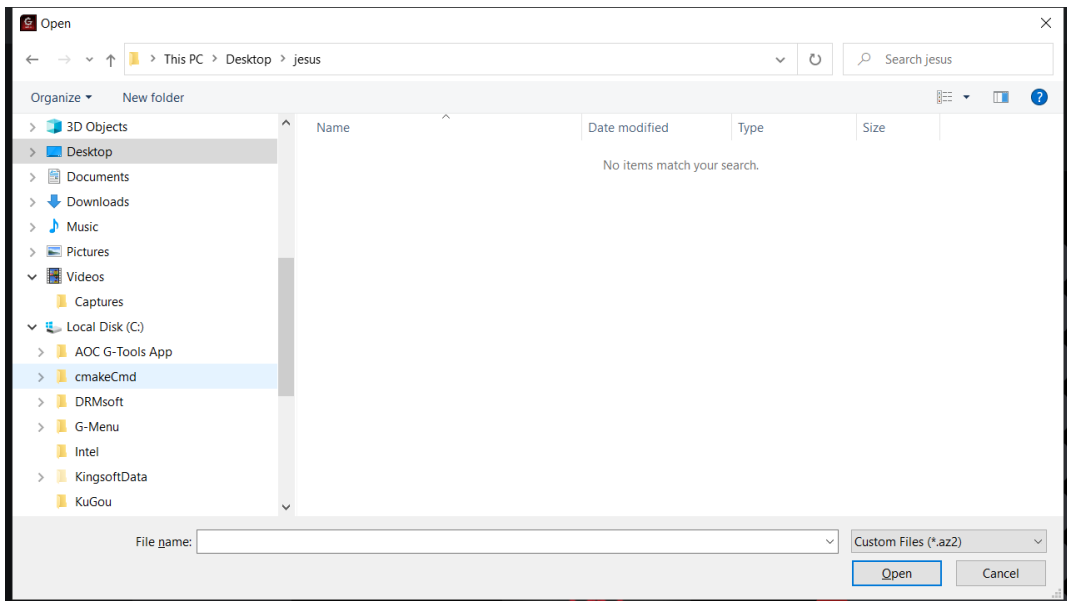 Open
This PC > Desktop > jesus
Search jesus
Organize
New folder
?
3D Objects
Desktop
Documents
Downloads
Music
Pictures
Videos
Captures
Local Disk (C:)
AOC G-Tools App
cmakeCmd
DRMsoft
G-Menu
Intel
KingsoftData
KuGou
Name
Date modified
Type
Size
No items match your search.
File name:
Custom Files (*.az2)
Open
Cancel